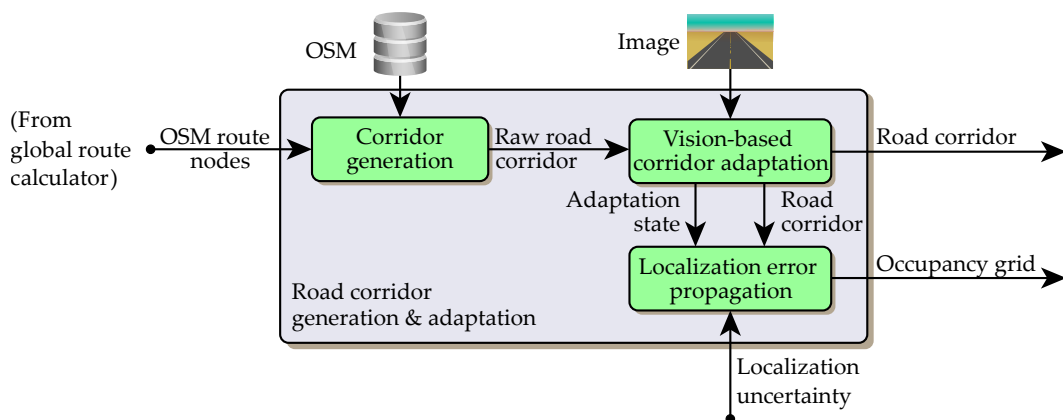 OSM
Image
(From
global route
calculator)
OSM route
nodes
Corridor
generation
Raw road
corridor
Vision-based
corridor adaptation
Road corridor
Adaptation
state
Road
corridor
Localization error
propagation
Occupancy grid
Road corridor
generation & adaptation
Localization
uncertainty